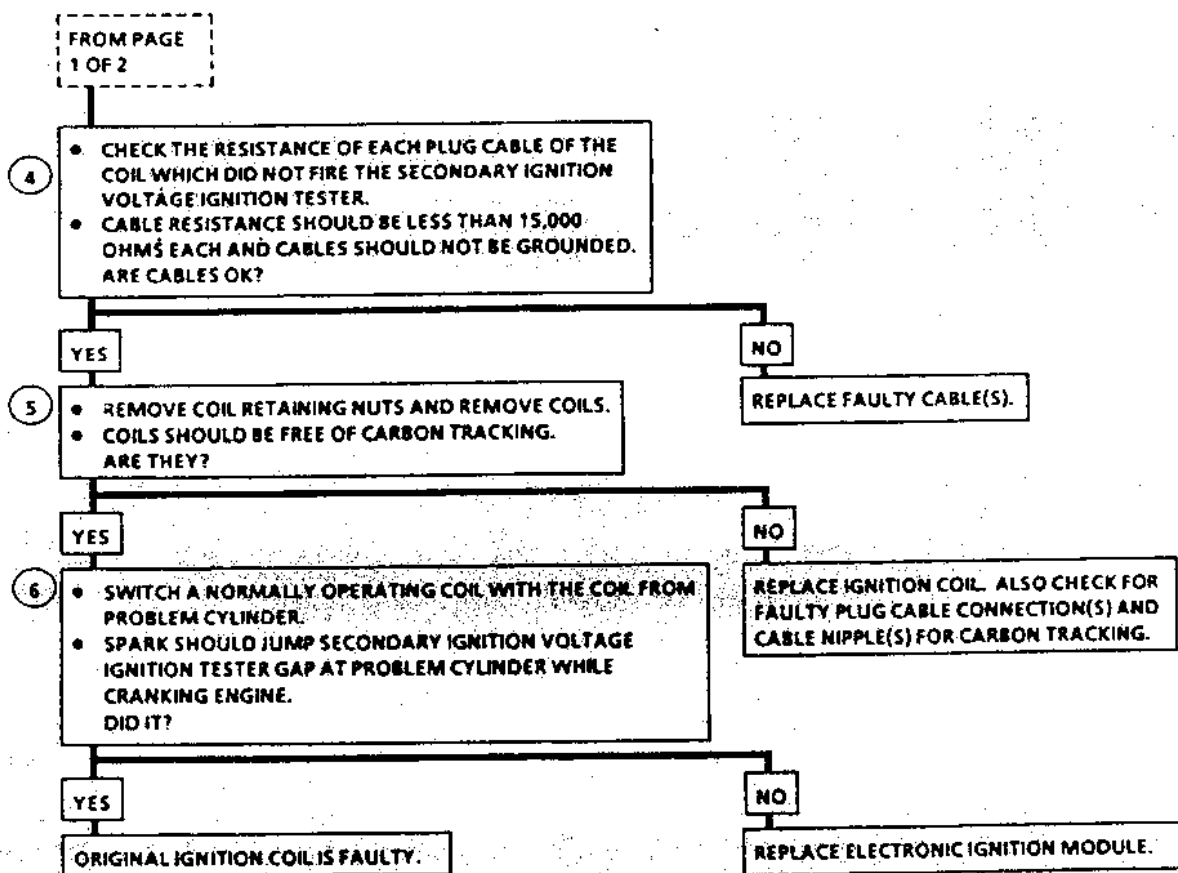 FROM PAGE
1 OF 2
4
• CHECK THE RESISTANCE OF EACH PLUG CABLE OF THE
COIL WHICH DID NOT FIRE THE SECONDARY IGNITION
VOLTAGE IGNITION TESTER.
• CABLE RESISTANCE SHOULD BE LESS THAN 15,000
OHMS EACH AND CABLES SHOULD NOT BE GROUNDED.
ARE CABLES OK?
YES
NO
5
• REMOVE COIL RETAINING NUTS AND REMOVE COILS.
• COILS SHOULD BE FREE OF CARBON TRACKING.
ARE THEY?
REPLACE FAULTY CABLE(S).
YES
NO
6
• SWITCH A NORMALLY OPERATING COIL WITH THE COIL FROM
PROBLEM CYLINDER.
• SPARK SHOULD JUMP SECONDARY IGNITION VOLTAGE
IGNITION TESTER GAP AT PROBLEM CYLINDER WHILE
CRANKING ENGINE.
DID IT?
REPLACE IGNITION COIL. ALSO CHECK FOR
FAULTY PLUG CABLE CONNECTION(S) AND
CABLE NIPPLE(S) FOR CARBON TRACKING.
YES
NO
ORIGINAL IGNITION COIL IS FAULTY.
REPLACE ELECTRONIC IGNITION MODULE.